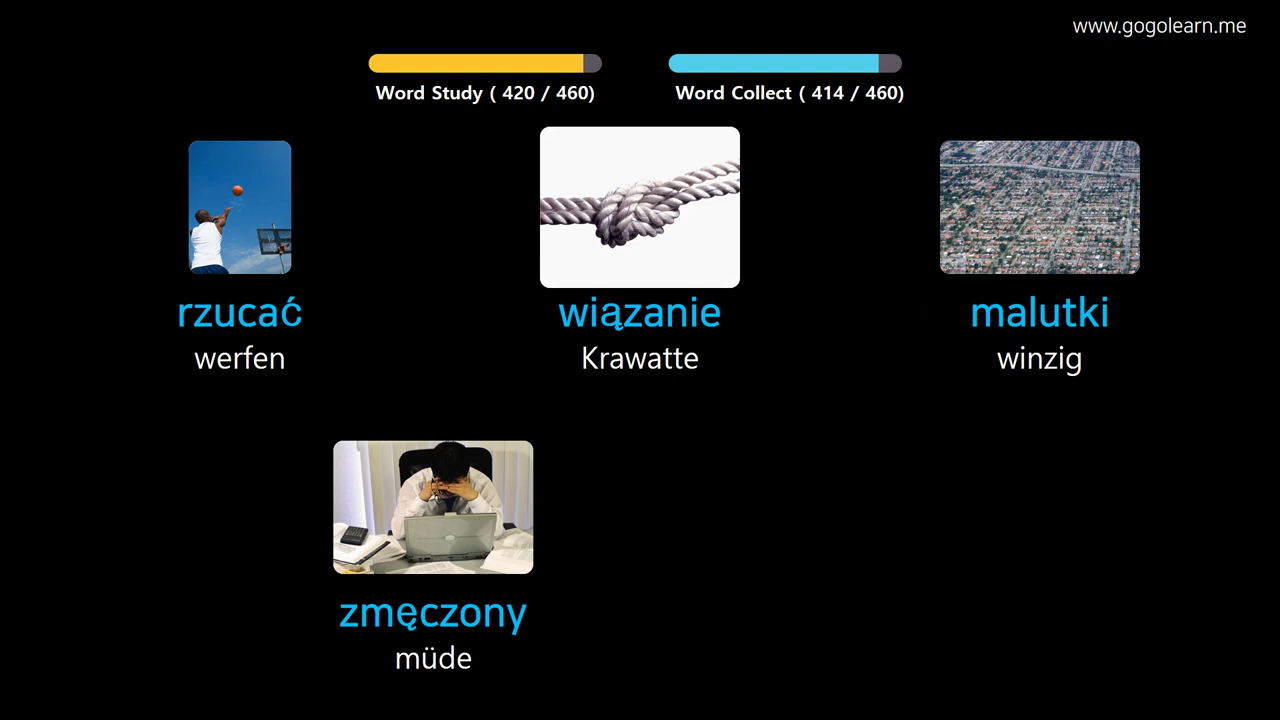 www.gogolearn.me
Word Study ( 420 / 460)
Word Collect ( 414 / 460)
rzucać
werfen
wiązanie
Krawatte
malutki
winzig
zmęczony
müde